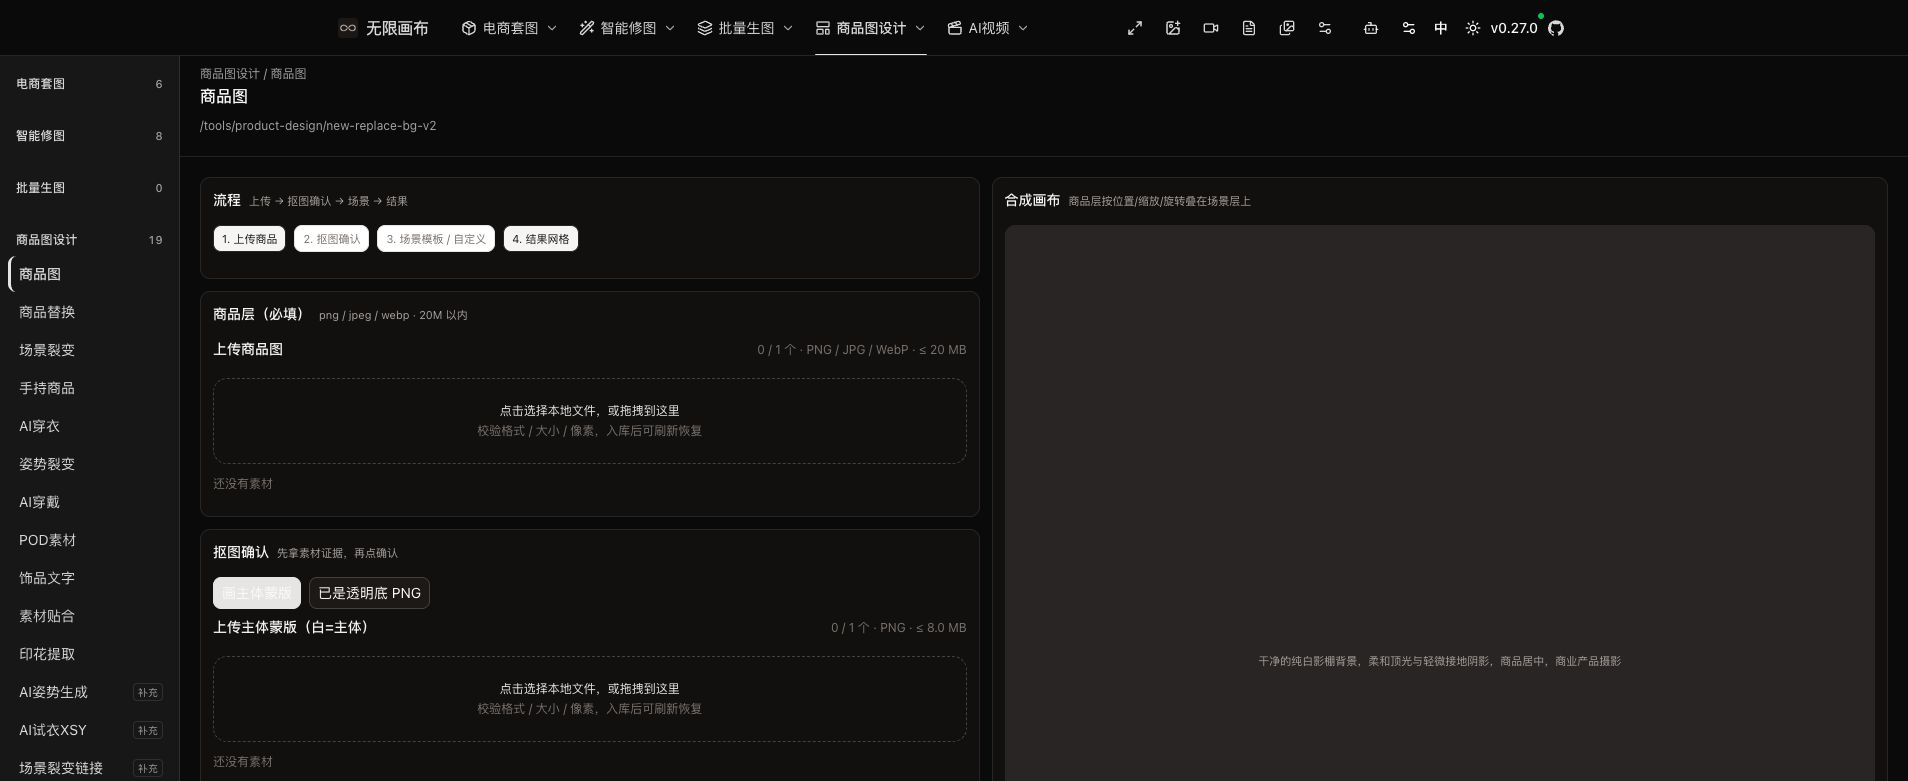 无限画布
电商套图
智能修图
批量生图
商品图设计
AI视频
中
v0.27.0
电商套图 6
智能修图 8
批量生图 0
商品图设计 19
商品图
商品替换
场景裂变
手持商品
AI穿衣
姿势裂变
AI穿戴
POD素材
饰品文字
素材贴合
印花提取
AI姿势生成 补充
AI试衣XSY 补充
场景裂变链接 补充
商品图设计 / 商品图
商品图
/tools/product-design/new-replace-bg-v2
流程 上传 → 抠图确认 → 场景 → 结果
1. 上传商品 2. 抠图确认 3. 场景模板 / 自定义 4. 结果网格
商品层（必填） png / jpeg / webp · 20M 以内
上传商品图 0 / 1 个 · PNG / JPG / WebP · ≤ 20 MB
点击选择本地文件，或拖拽到这里
校验格式 / 大小 / 像素，入库后可刷新恢复
还没有素材
抠图确认 先拿素材证据，再点确认
画主体蒙版 已是透明底 PNG
上传主体蒙版（白=主体） 0 / 1 个 · PNG · ≤ 8.0 MB
点击选择本地文件，或拖拽到这里
校验格式 / 大小 / 像素，入库后可刷新恢复
还没有素材
合成画布 商品层按位置/缩放/旋转叠在场景层上
干净的纯白影棚背景，柔和顶光与轻微接地阴影，商品居中，商业产品摄影